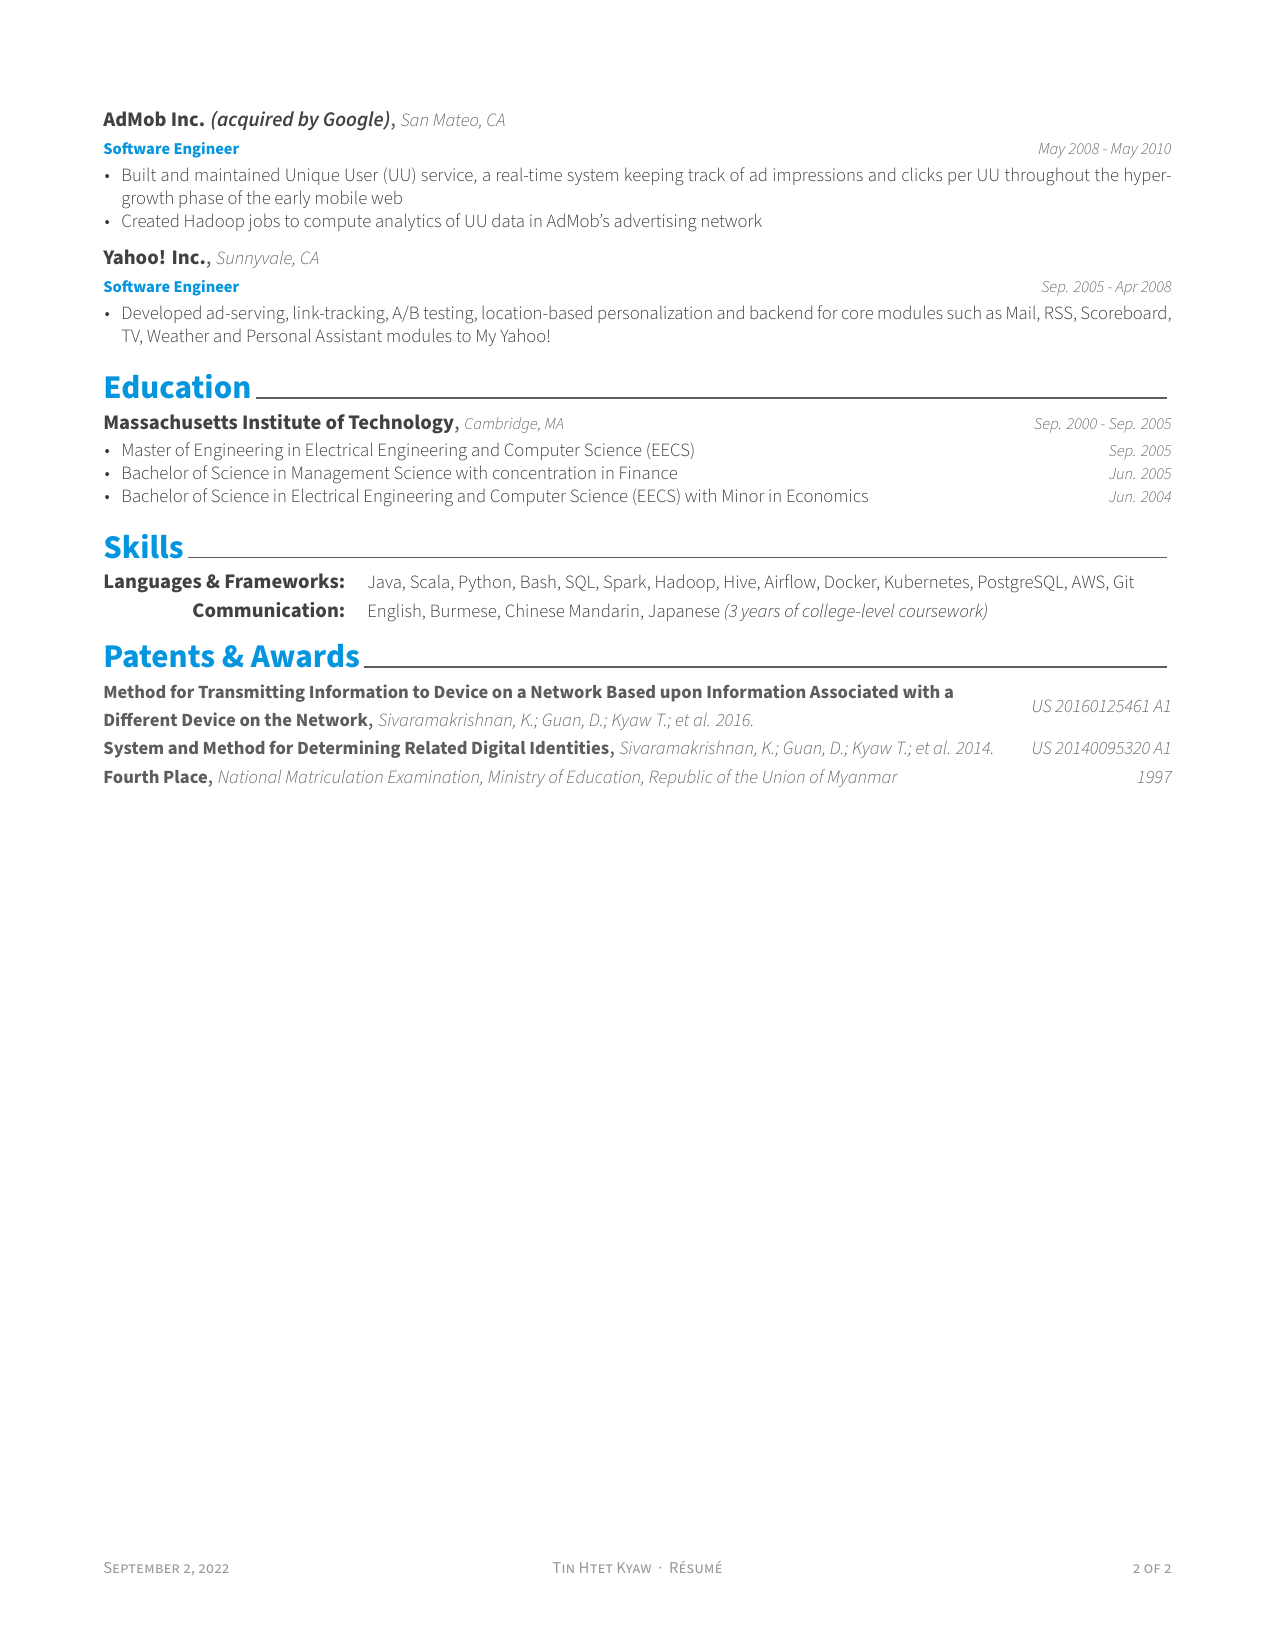 AdMob Inc. (acquired by Google), San Mateo, CA
Software Engineer May 2008 - May 2010
• Built and maintained Unique User (UU) service, a real-time system keeping track of ad impressions and clicks per UU throughout the hyper-
growth phase of the early mobile web
• Created Hadoop jobs to compute analytics of UU data in AdMob’s advertising network
Yahoo! Inc., Sunnyvale, CA
Software Engineer Sep. 2005 - Apr 2008
• Developed ad-serving, link-tracking, A/B testing, location-based personalization and backend for core modules such as Mail, RSS, Scoreboard,
TV, Weather and Personal Assistant modules to My Yahoo!
Education
Massachusetts Institute of Technology, Cambridge, MA Sep. 2000 - Sep. 2005
• Master of Engineering in Electrical Engineering and Computer Science (EECS) Sep. 2005
• Bachelor of Science in Management Science with concentration in Finance Jun. 2005
• Bachelor of Science in Electrical Engineering and Computer Science (EECS) with Minor in Economics Jun. 2004
Skills
Languages & Frameworks: Java, Scala, Python, Bash, SQL, Spark, Hadoop, Hive, Airflow, Docker, Kubernetes, PostgreSQL, AWS, Git
Communication: English, Burmese, Chinese Mandarin, Japanese (3 years of college-level coursework)
Patents & Awards
Method for Transmitting Information to Device on a Network Based upon Information Associated with a
Different Device on the Network, Sivaramakrishnan, K.; Guan, D.; Kyaw T.; et al. 2016. US 20160125461 A1
System and Method for Determining Related Digital Identities, Sivaramakrishnan, K.; Guan, D.; Kyaw T.; et al. 2014. US 20140095320 A1
Fourth Place, National Matriculation Examination, Ministry of Education, Republic of the Union of Myanmar 1997
September 2, 2022 Tin Htet Kyaw · Résumé 2 of 2